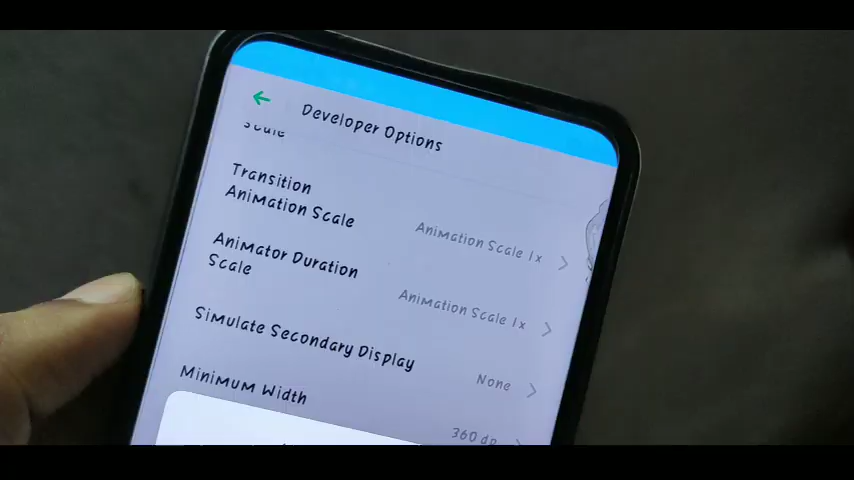 Developer Options
Scale
Transition
Animation Scale
Animation Scale 1x
Animator Duration
Scale
Animation Scale 1x
Simulate Secondary Display
None
Minimum Width
360 dp